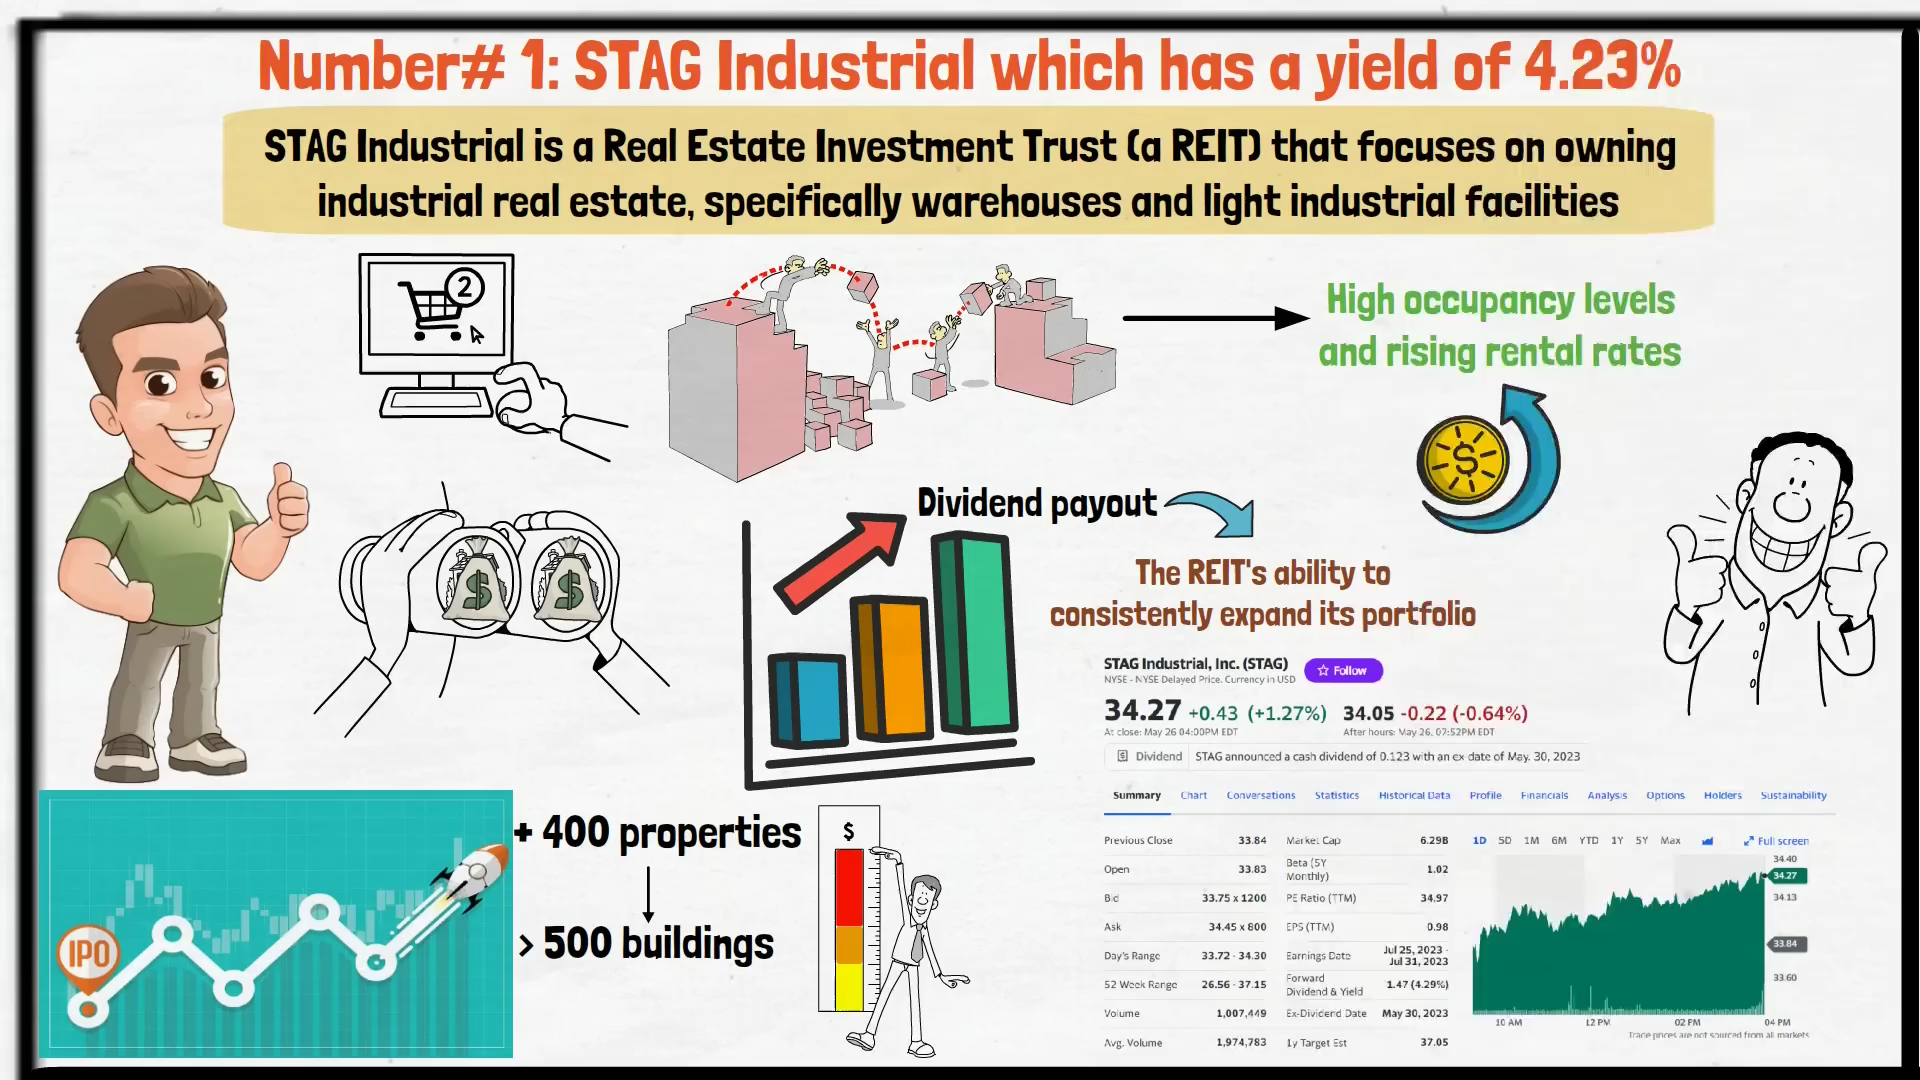 Number# 1: STAG Industrial which has a yield of 4.23%
STAG Industrial is a Real Estate Investment Trust (a REIT) that focuses on owning
industrial real estate, specifically warehouses and light industrial facilities
2
High occupancy levels
and rising rental rates
$
Dividend payout
$ $
The REIT's ability to
consistently expand its portfolio
STAG Industrial, Inc. (STAG)
Follow
NYSE - NYSE Delayed Price. Currency in USD
34.27 +0.43 (+1.27%) 34.05 -0.22 (-0.64%)
At close: May 26 04:00PM EDT After hours: May 26, 07:52PM EDT
Dividend STAG announced a cash dividend of 0.123 with an ex-date of May. 30, 2023
Summary Chart Conversations Statistics Historical Data Profile Financials Analysis Options Holders Sustainability
Previous Close 33.84
Open 33.83
Bid 33.75 x 1200
Ask 34.45 x 800
Day's Range 33.72 - 34.30
52 Week Range 26.56 - 37.15
Volume 1,007,449
Avg. Volume 1,974,783
Market Cap 6.29B
Beta (5Y
Monthly) 1.02
PE Ratio (TTM) 34.97
EPS (TTM) 0.98
Earnings Date Jul 25, 2023 -
Jul 31, 2023
Forward
Dividend & Yield 1.47 (4.29%)
Ex-Dividend Date May 30, 2023
1y Target Est 37.05
1D 5D 1M 6M YTD 1Y 5Y Max Full screen
34.40
34.27
34.13
33.84
33.60
10 AM 12 PM 02 PM 04 PM
Trade prices are not sourced from all markets
+ 400 properties
> 500 buildings
IPO
$